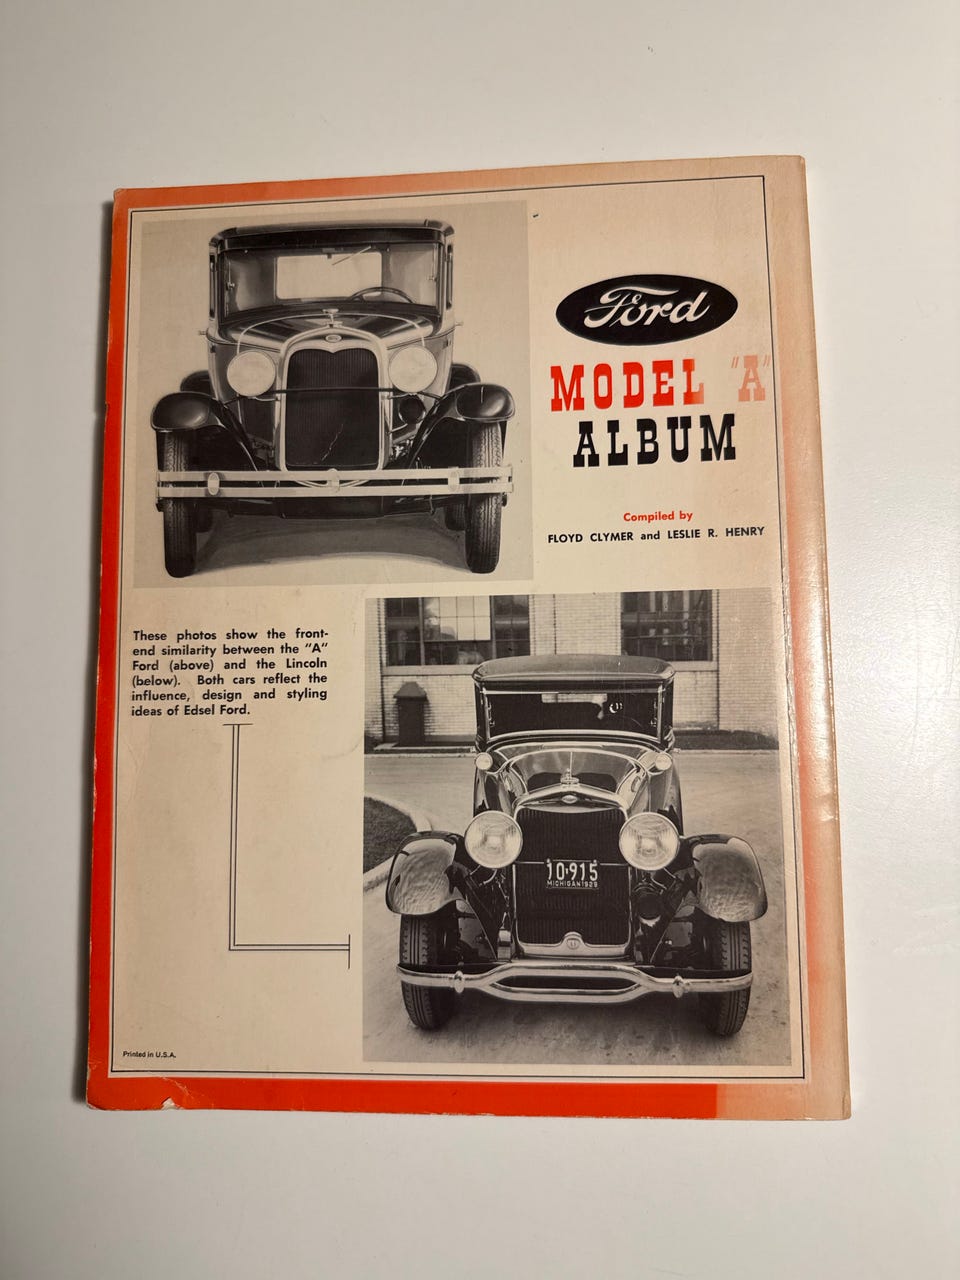 Ford
MODEL "A"
ALBUM
Compiled by
FLOYD CLYMER and LESLIE R. HENRY
These photos show the front-
end similarity between the "A"
Ford (above) and the Lincoln
(below). Both cars reflect the
influence, design and styling
ideas of Edsel Ford.
10-915
MICHIGAN 1929
Printed in U.S.A.